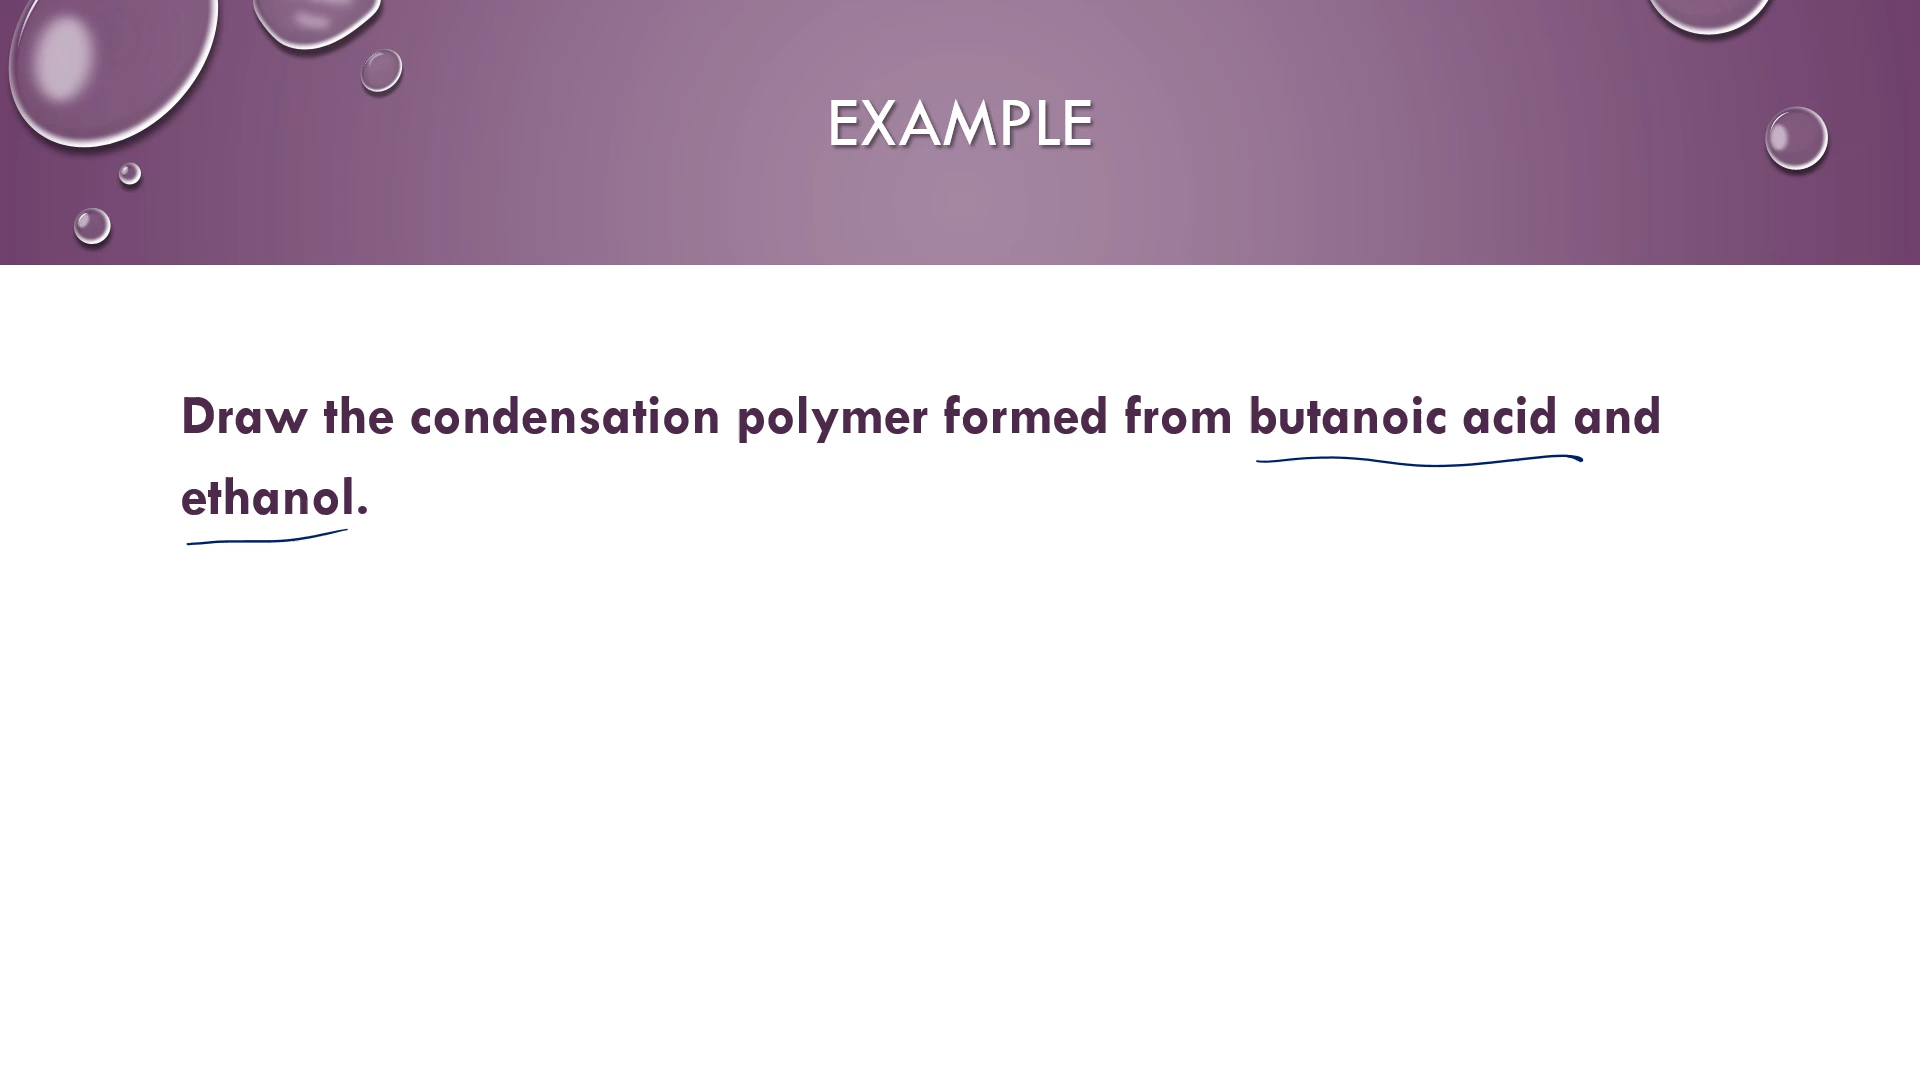 EXAMPLE
Draw the condensation polymer formed from butanoic acid and
ethanol.